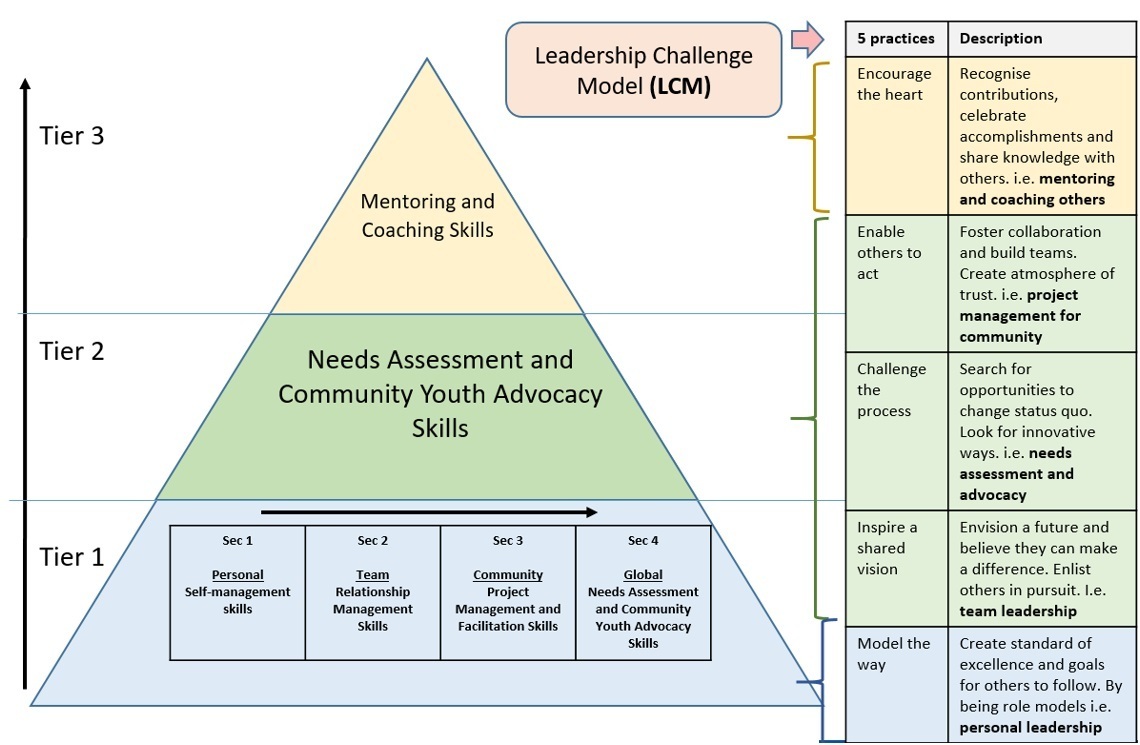 Leadership Challenge
Model (LCM)
Tier 3
Mentoring and
Coaching Skills
Tier 2
Needs Assessment and
Community Youth Advocacy
Skills
Tier 1
Sec 1
Personal
Self-management
skills
Sec 2
Team
Relationship
Management
Skills
Sec 3
Community
Project
Management and
Facilitation Skills
Sec 4
Global
Needs Assessment
and Community
Youth Advocacy
Skills
5 practices
Description
Encourage
the heart
Recognise
contributions,
celebrate
accomplishments and
share knowledge with
others. i.e. mentoring
and coaching others
Enable
others to
act
Foster collaboration
and build teams.
Create atmosphere of
trust. i.e. project
management for
community
Challenge
the
process
Search for
opportunities to
change status quo.
Look for innovative
ways. i.e. needs
assessment and
advocacy
Inspire a
shared
vision
Envision a future and
believe they can make
a difference. Enlist
others in pursuit. I.e.
team leadership
Model the
way
Create standard of
excellence and goals
for others to follow. By
being role models i.e.
personal leadership